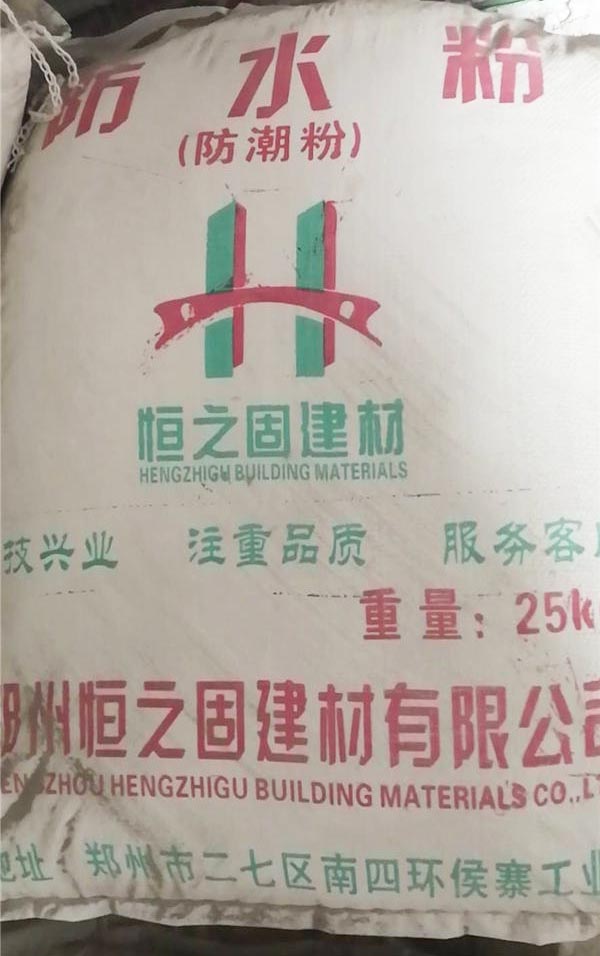 防水粉
(防潮粉)
恒之固建材
HENGZHIGU BUILDING MATERIALS
技兴业 注重品质 服务客
重量：25k
郑州恒之固建材有限公司
ENGZHOU HENGZHIGU BUILDING MATERIALS CO.,L
地址 郑州市二七区南四环侯寨工业